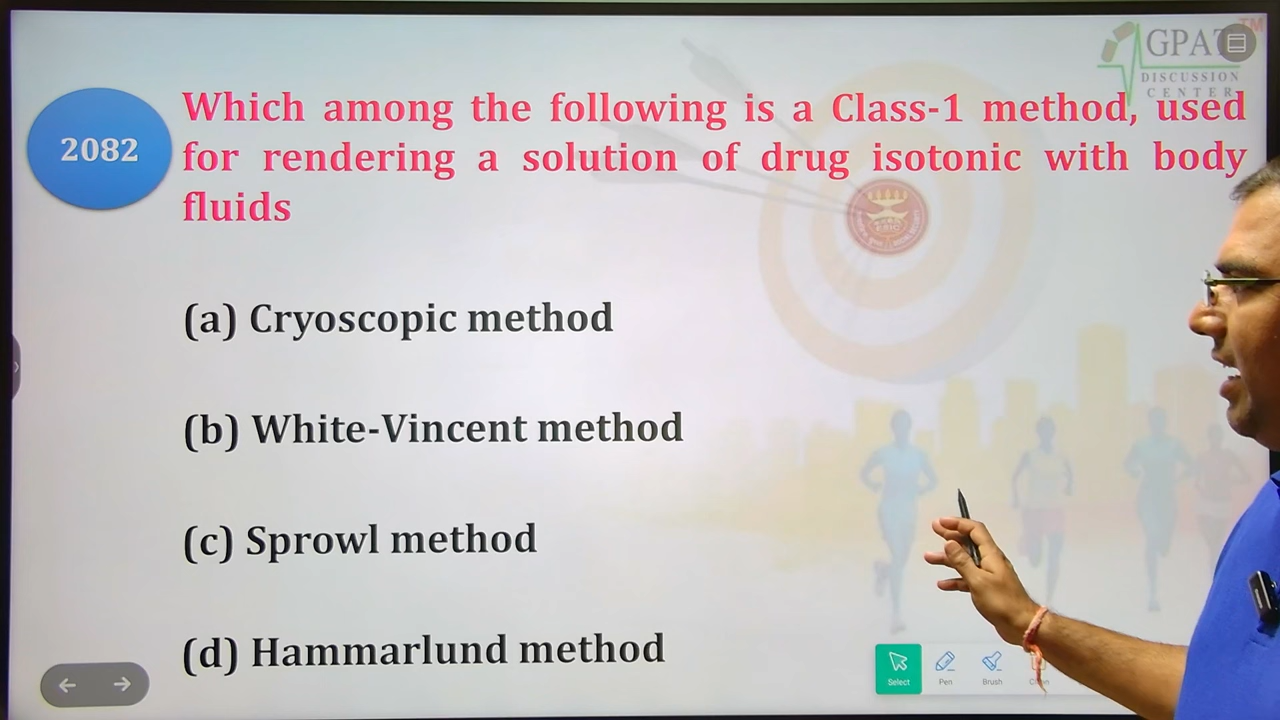 GPAT TM
DISCUSSION
CENTER
2082
Which among the following is a Class-1 method, used
for rendering a solution of drug isotonic with body
fluids
(a) Cryoscopic method
(b) White-Vincent method
(c) Sprowl method
(d) Hammarlund method
Select
Pen
Brush